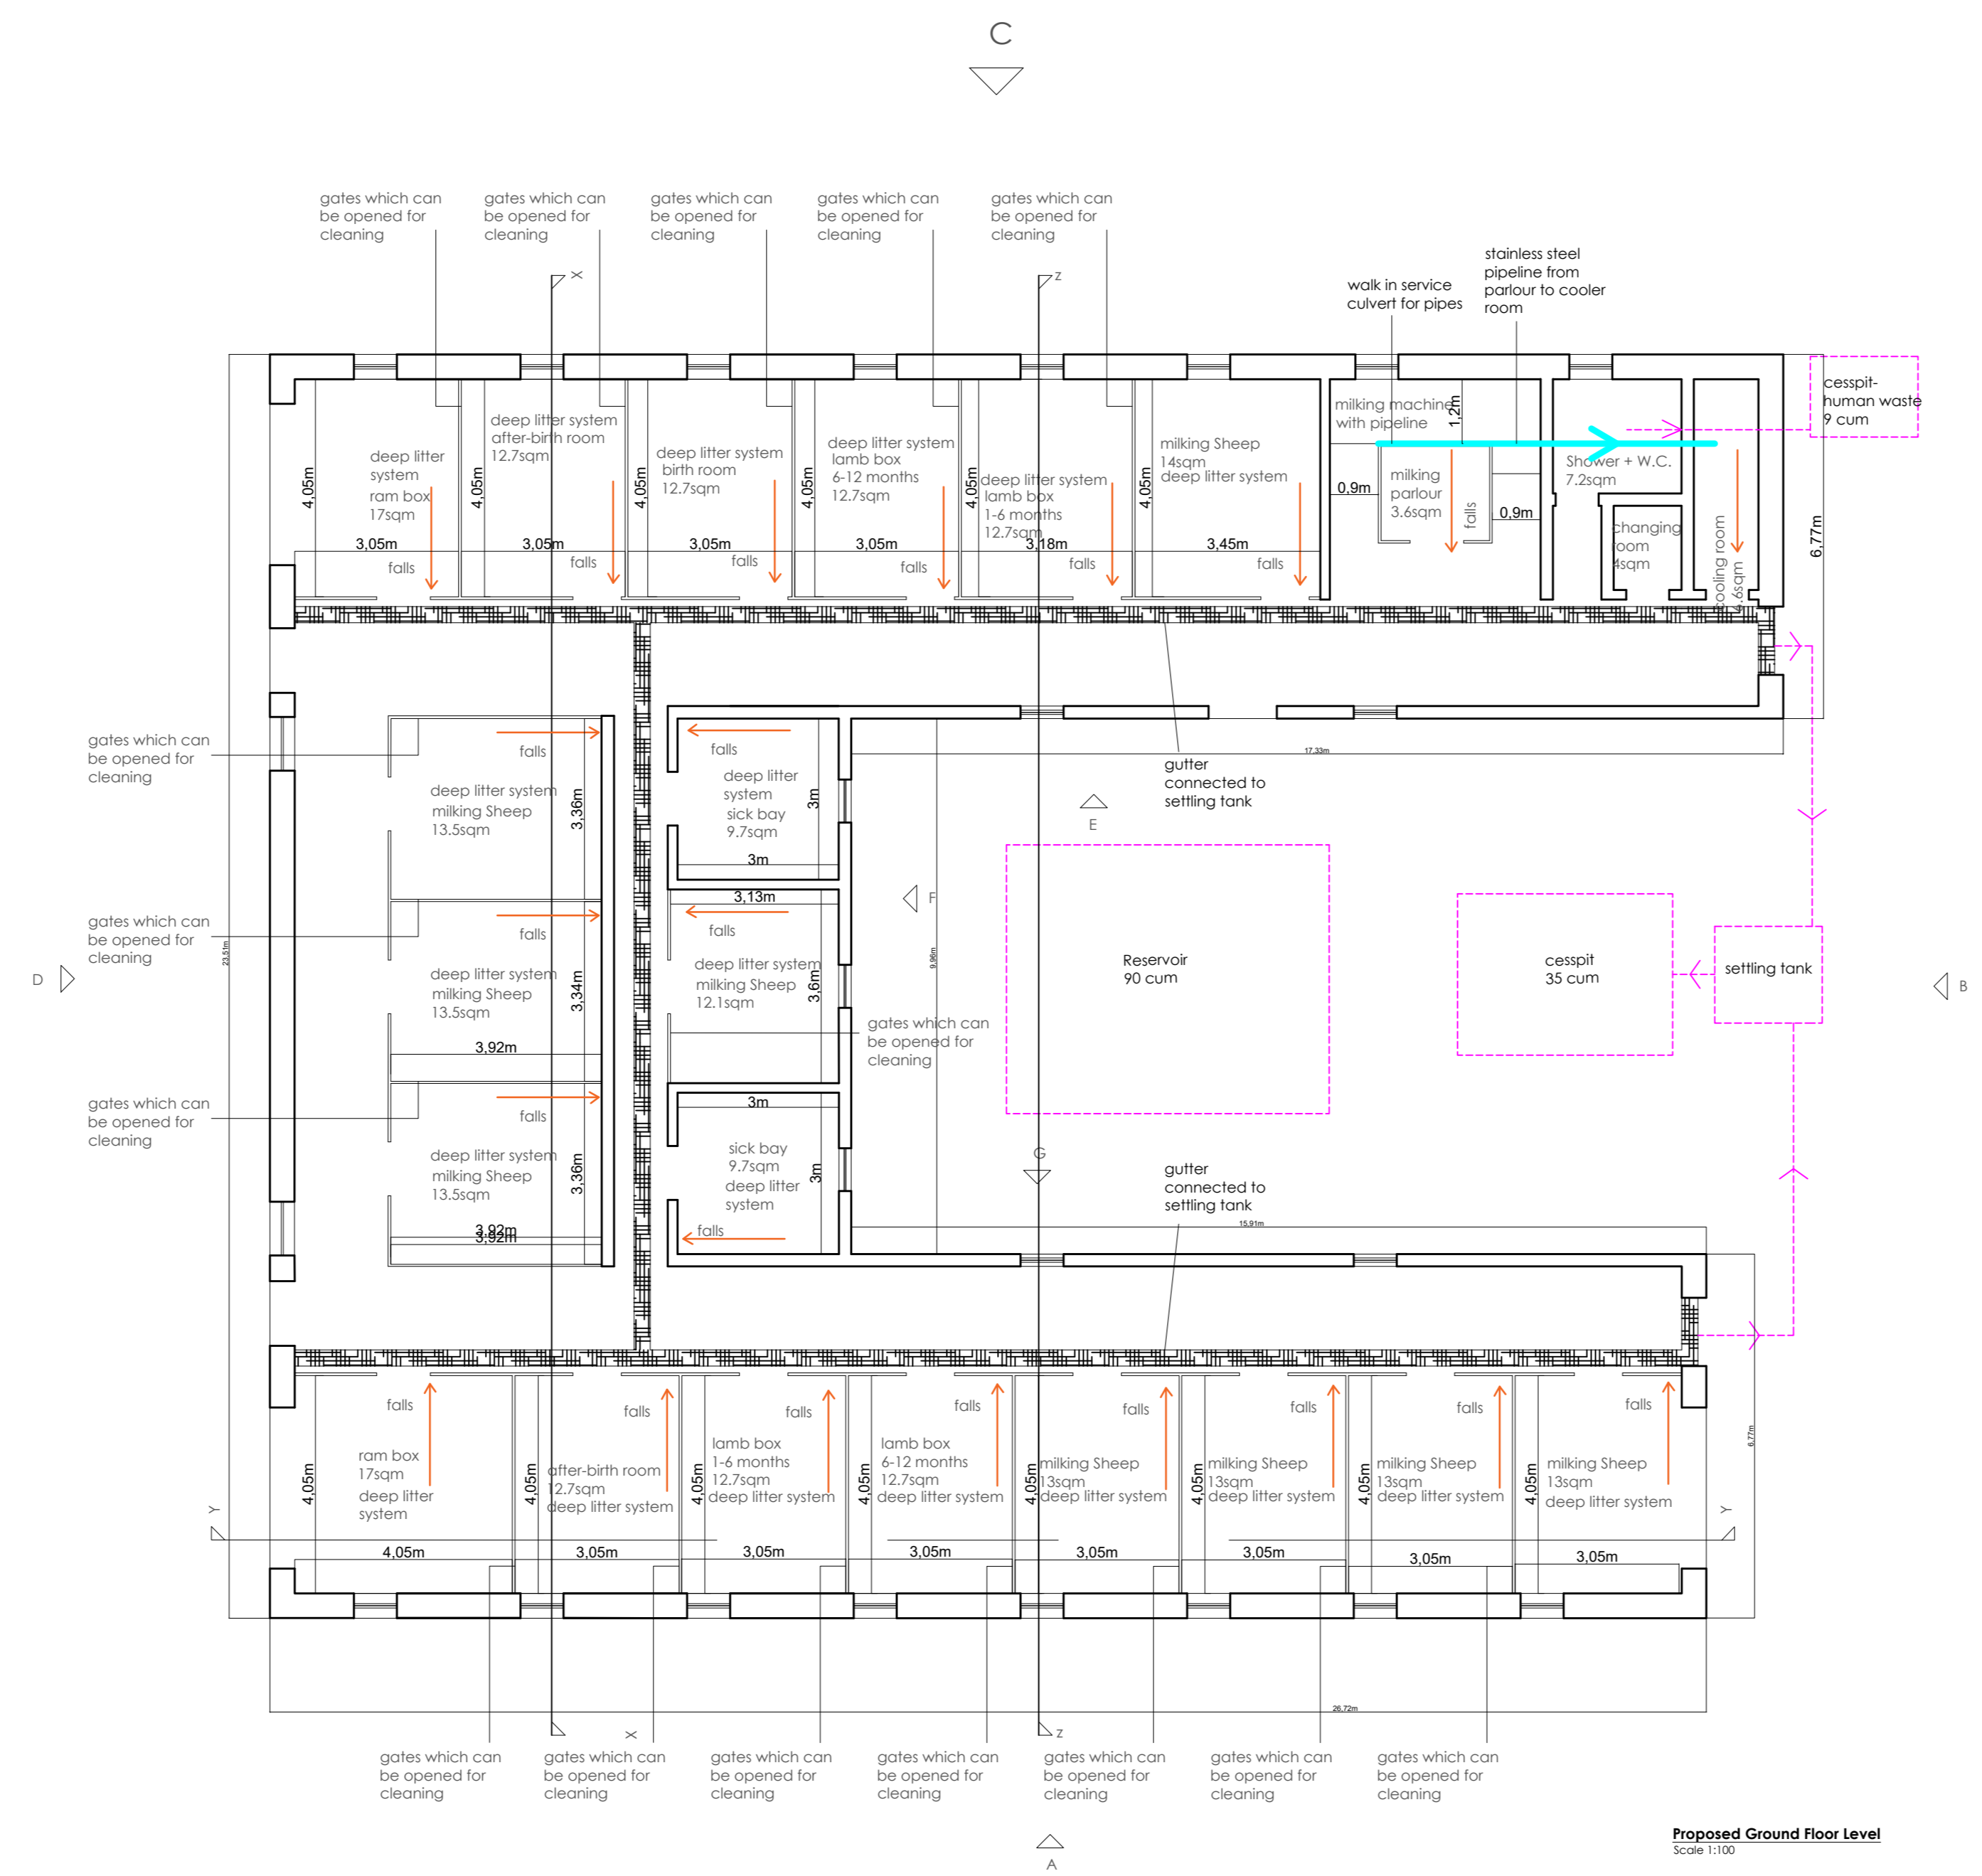 C
gates which can
be opened for
cleaning
gates which can
be opened for
cleaning
gates which can
be opened for
cleaning
gates which can
be opened for
cleaning
gates which can
be opened for
cleaning
X
z
walk in service
culvert for pipes
stainless steel
pipeline from
parlour to cooler
room
cesspit-
human waste
9 cum
deep litter
system
ram box
17sqm
4,05m
3,05m
falls
deep litter system
after-birth room
12.7sqm
4,05m
3,05m
falls
deep litter system
birth room
12.7sqm
4,05m
3,05m
falls
deep litter system
lamb box
6-12 months
12.7sqm
4,05m
3,05m
falls
deep litter system
lamb box
1-6 months
12.7sqm
4,05m
3,18m
falls
milking Sheep
14sqm
deep litter system
4,05m
3,45m
falls
milking machine
with pipeline
1,2m
0,9m
milking
parlour
3.6sqm
falls
0,9m
Shower + W.C.
7.2sqm
changing
room
4sqm
cooling room
6.6sqm
6,77m
gates which can
be opened for
cleaning
falls
deep litter system
milking Sheep
13.5sqm
3,36m
falls
deep litter
system
sick bay
9.7sqm
3m
3m
17,33m
gutter
connected to
settling tank
E
gates which can
be opened for
cleaning
23,51m
falls
deep litter system
milking Sheep
13.5sqm
3,34m
3,92m
3,13m
falls
deep litter system
milking Sheep
12.1sqm
3,6m
gates which can
be opened for
cleaning
F
9,96m
Reservoir
90 cum
cesspit
35 cum
settling tank
D
B
gates which can
be opened for
cleaning
falls
deep litter system
milking Sheep
13.5sqm
3,36m
3,92m
3,92m
3m
sick bay
9.7sqm
deep litter
system
3m
falls
G
gutter
connected to
settling tank
15,91m
falls
ram box
17sqm
deep litter
system
4,05m
4,05m
falls
after-birth room
12.7sqm
deep litter system
4,05m
3,05m
falls
lamb box
1-6 months
12.7sqm
deep litter system
4,05m
3,05m
falls
lamb box
6-12 months
12.7sqm
deep litter system
4,05m
3,05m
falls
milking Sheep
13sqm
deep litter system
4,05m
3,05m
falls
milking Sheep
13sqm
deep litter system
4,05m
3,05m
falls
milking Sheep
13sqm
deep litter system
4,05m
3,05m
falls
milking Sheep
13sqm
deep litter system
4,05m
3,05m
6,77m
Y
Y
26,72m
X
z
gates which can
be opened for
cleaning
gates which can
be opened for
cleaning
gates which can
be opened for
cleaning
gates which can
be opened for
cleaning
gates which can
be opened for
cleaning
gates which can
be opened for
cleaning
gates which can
be opened for
cleaning
A
Proposed Ground Floor Level
Scale 1:100